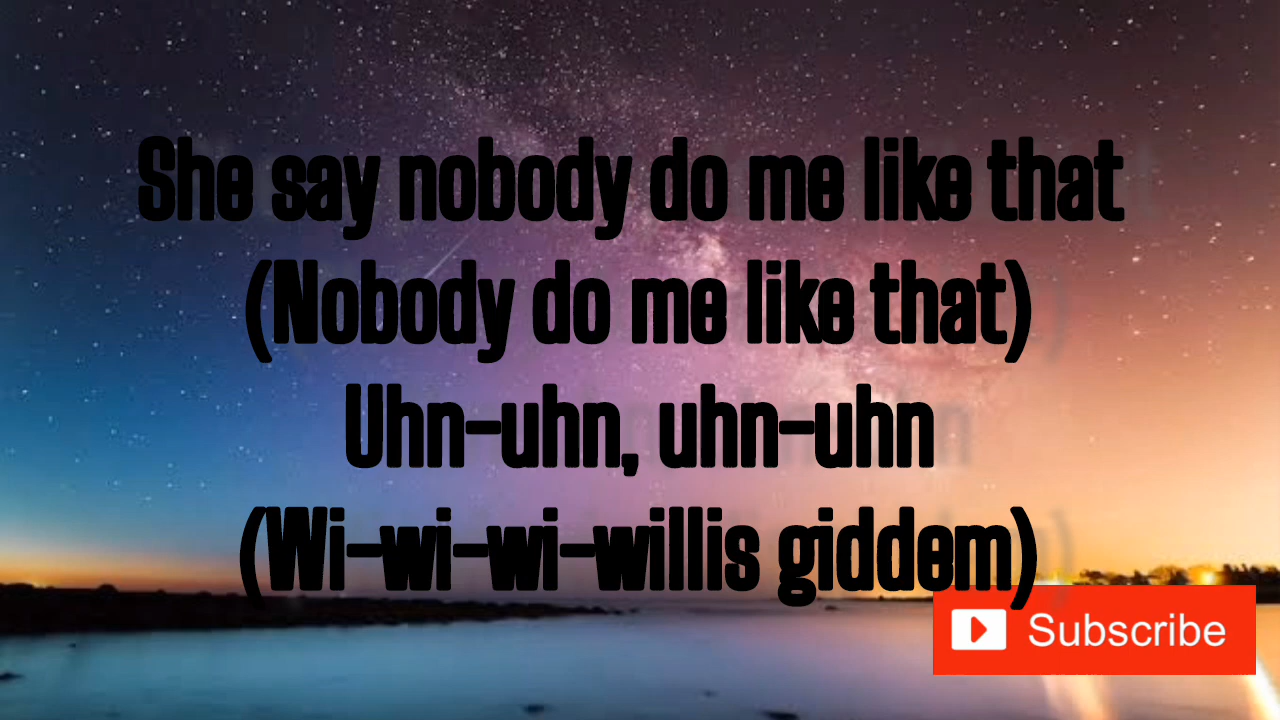 She say nobody do me like that
(Nobody do me like that)
Uhn-uhn, uhn-uhn
(Wi-wi-wi-willis giddem)
Subscribe